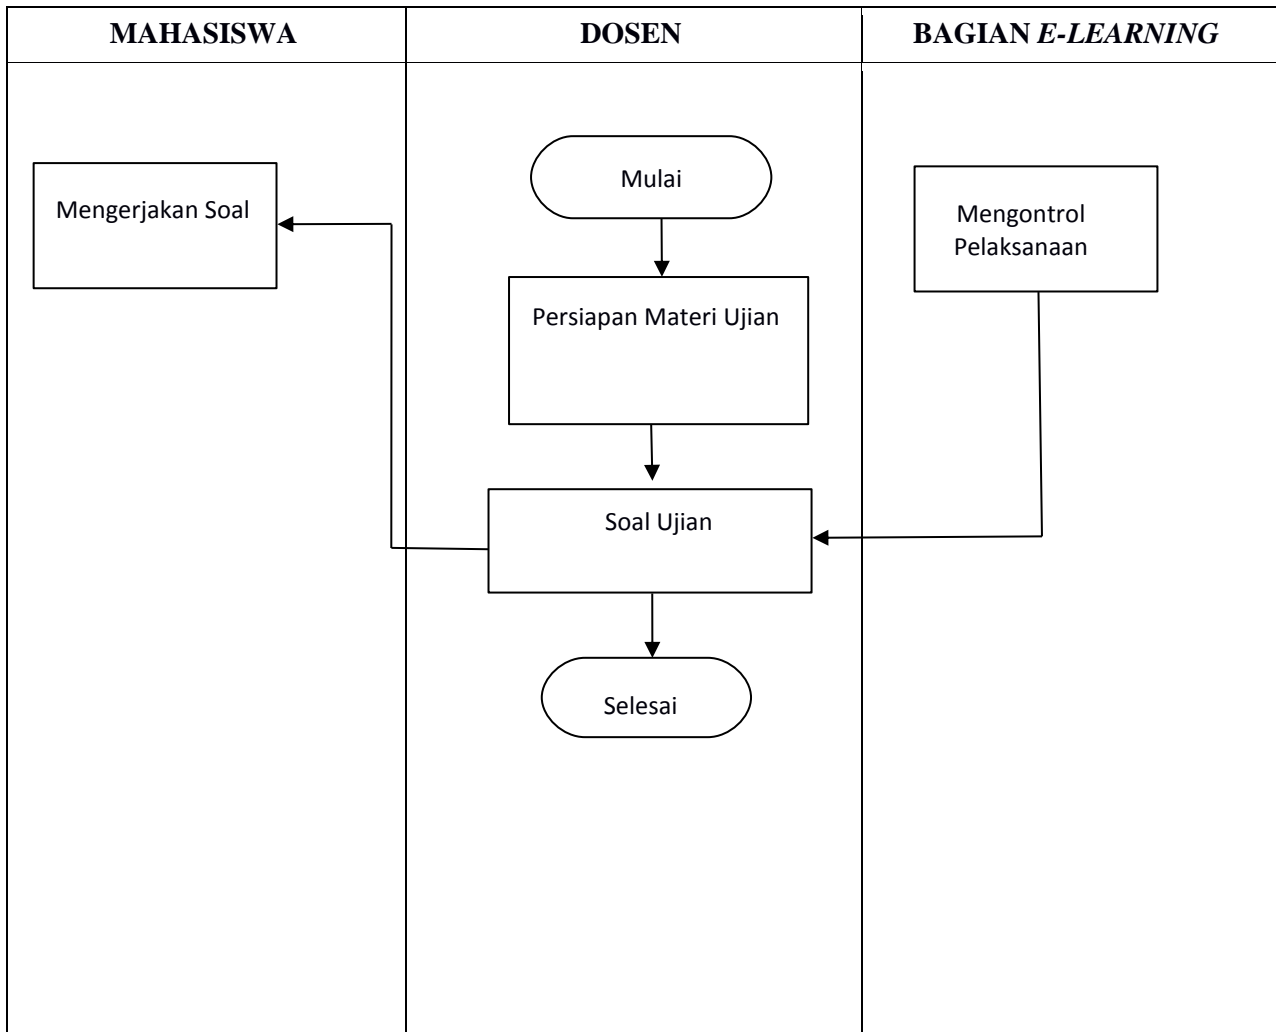 MAHASISWA
DOSEN
BAGIAN E-LEARNING
Mulai
Mengerjakan Soal
Mengontrol
Pelaksanaan
Persiapan Materi Ujian
Soal Ujian
Selesai